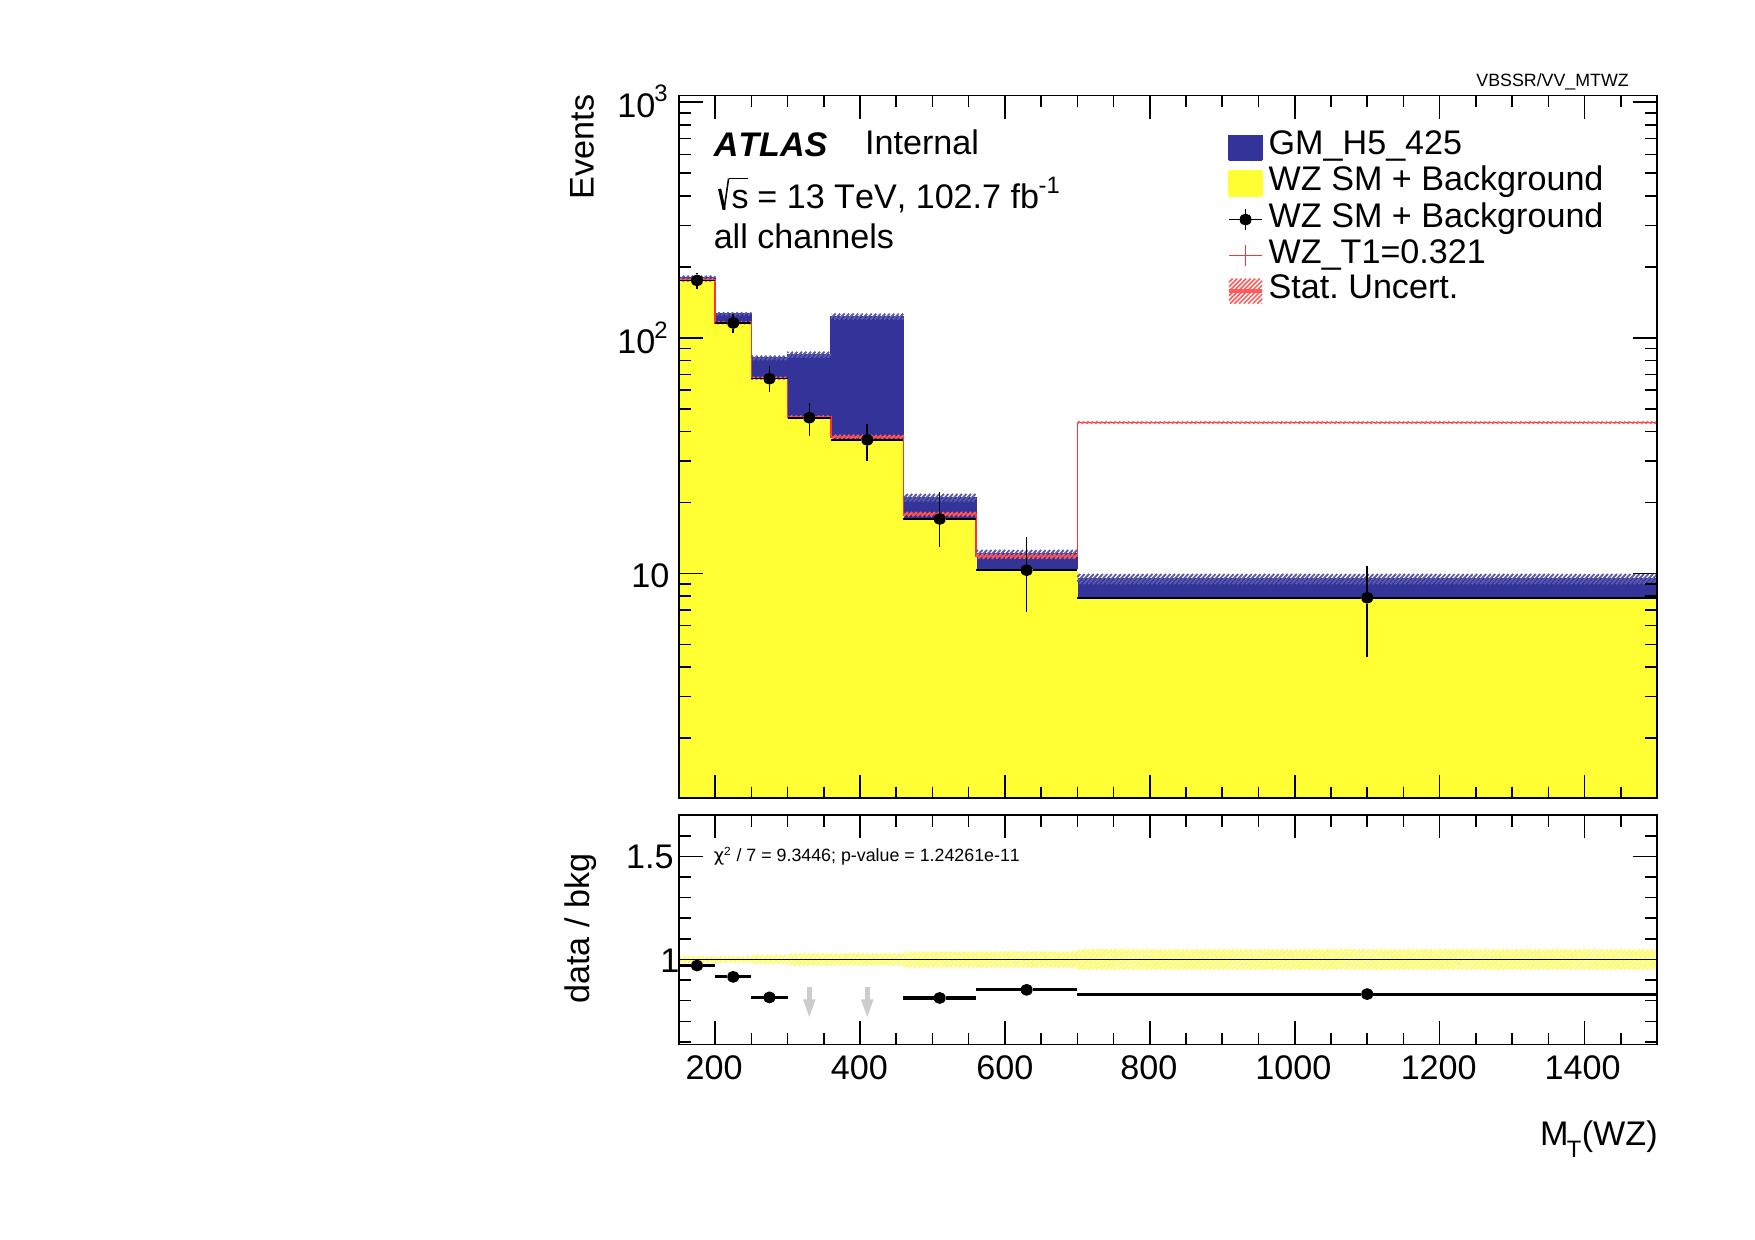 VBSSR/VV_MTWZ
Events
10³
10²
10
ATLAS Internal
√s = 13 TeV, 102.7 fb⁻¹
all channels
GM_H5_425
WZ SM + Background
WZ SM + Background
WZ_T1=0.321
Stat. Uncert.
data / bkg
1.5
1
χ² / 7 = 9.3446; p-value = 1.24261e-11
200 400 600 800 1000 1200 1400
M_T(WZ)